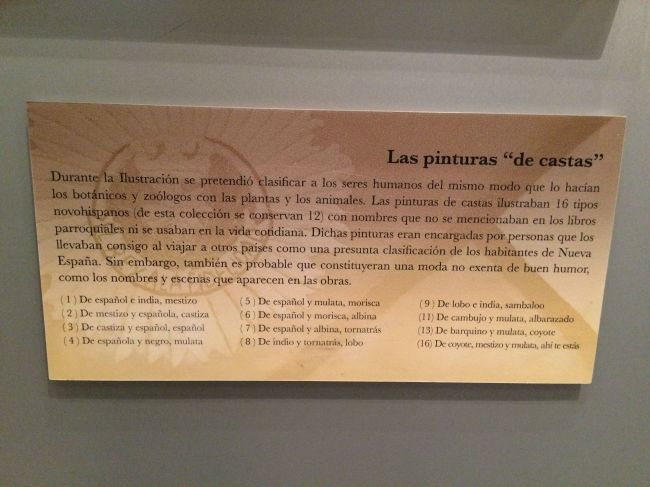 Las pinturas “de castas”
Durante la Ilustración se pretendió clasificar a los seres humanos del mismo modo que lo hacían
los botánicos y zoólogos con las plantas y los animales. Las pinturas de castas ilustraban 16 tipos
novohispanos (de esta colección se conservan 12) con nombres que no se mencionaban en los libros
parroquiales ni se usaban en la vida cotidiana. Dichas pinturas eran encargadas por personas que los
llevaban consigo al viajar a otros países como una presunta clasificación de los habitantes de Nueva
España. Sin embargo, también es probable que constituyeran una moda no exenta de buen humor,
como los nombres y escenas que aparecen en las obras.
( 1 ) De español e india, mestizo
( 2 ) De mestizo y española, castiza
( 3 ) De castiza y español, español
( 4 ) De española y negro, mulata
( 5 ) De español y mulata, morisca
( 6 ) De español y morisca, albina
( 7 ) De español y albina, tornatrás
( 8 ) De indio y tornatrás, lobo
( 9 ) De lobo e india, sambaloo
(11) De cambujo y mulata, albarazado
(13) De barquino y mulata, coyote
(16) De coyote, mestizo y mulata, ahí te estás